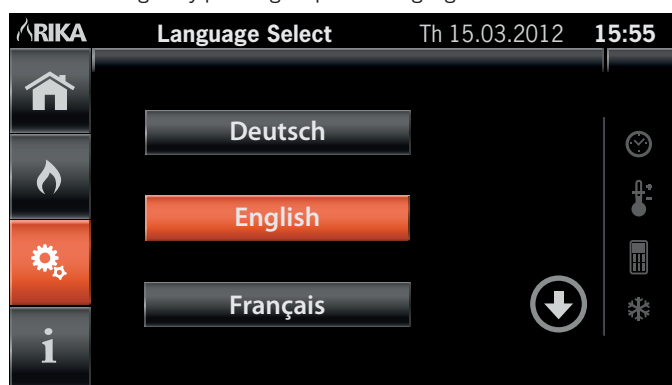 RIKA Language Select Th 15.03.2012 15:55
Deutsch
English
Français
i